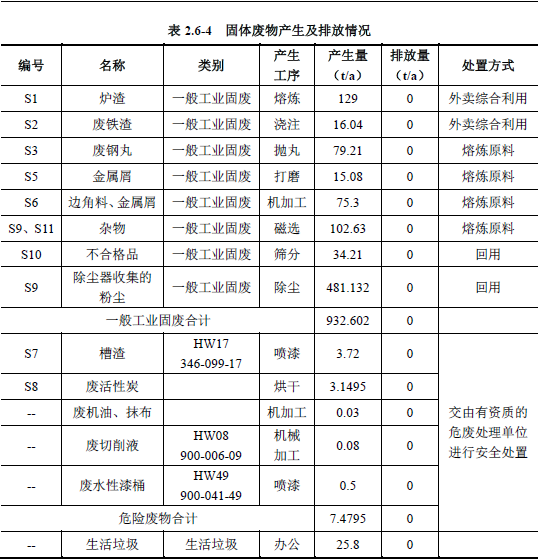 表 2.6-4 固体废物产生及排放情况
编号 名称 类别 产生工序 产生量（t/a） 排放量（t/a） 处置方式
S1 炉渣 一般工业固废 熔炼 129 0 外卖综合利用
S2 废铁渣 一般工业固废 浇注 16.04 0 外卖综合利用
S3 废钢丸 一般工业固废 抛丸 79.21 0 熔炼原料
S5 金属屑 一般工业固废 打磨 15.08 0 熔炼原料
S6 边角料、金属屑 一般工业固废 机加工 75.3 0 熔炼原料
S9、S11 杂物 一般工业固废 磁选 102.63 0 熔炼原料
S10 不合格品 一般工业固废 筛分 34.21 0 回用
S9 除尘器收集的粉尘 一般工业固废 除尘 481.132 0 回用
一般工业固废合计 932.602 0
S7 槽渣 HW17 346-099-17 喷漆 3.72 0 交由有资质的危废处理单位进行安全处置
S8 废活性炭 烘干 3.1495 0
-- 废机油、抹布 机加工 0.03 0
-- 废切削液 HW08 900-006-09 机械加工 0.08 0
-- 废水性漆桶 HW49 900-041-49 喷漆 0.5 0
危险废物合计 7.4795 0
-- 生活垃圾 生活垃圾 办公 25.8 0